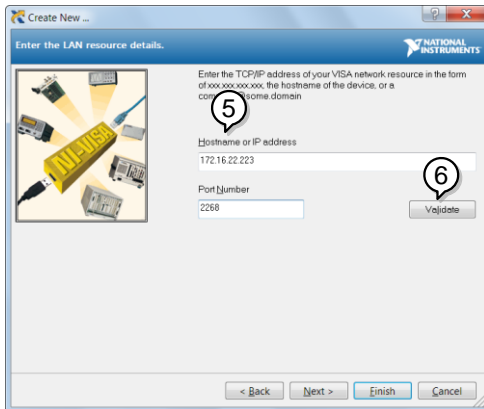 Create New ...
Enter the LAN resource details.
NATIONAL
INSTRUMENTS
Enter the TCP/IP address of your VISA network resource in the form
of xxx.xxx.xxx.xxx, the hostname of the device, or a
some.domain
5
Hostname or IP address
172.16.22.223
6
Port Number
2268
Validate
NI-VISA
< Back
Next >
Finish
Cancel